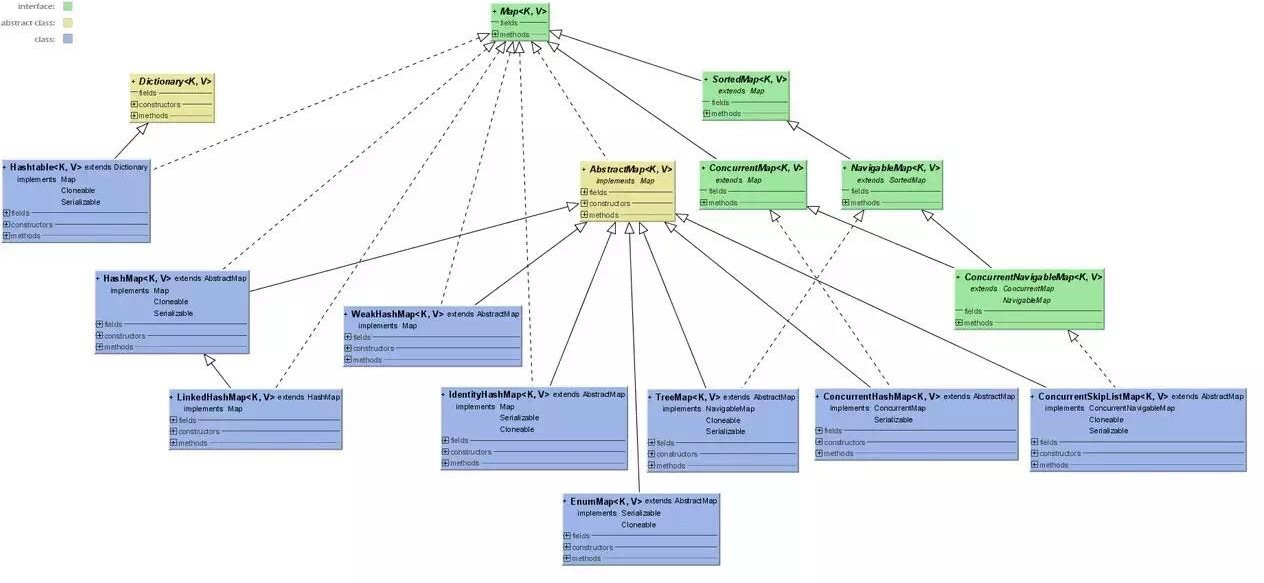 interface:
abstract class:
class:
Map<K, V>
fields
methods
Dictionary<K, V>
fields
constructors
methods
SortedMap<K, V>
extends Map
fields
methods
Hashtable<K, V> extends Dictionary
implements Map
Cloneable
Serializable
fields
constructors
methods
AbstractMap<K, V>
implements Map
fields
constructors
methods
ConcurrentMap<K, V>
extends Map
fields
methods
NavigableMap<K, V>
extends SortedMap
fields
methods
HashMap<K, V> extends AbstractMap
implements Map
Cloneable
Serializable
fields
constructors
methods
ConcurrentNavigableMap<K, V>
extends ConcurrentMap
NavigableMap
fields
methods
WeakHashMap<K, V> extends AbstractMap
implements Map
fields
constructors
methods
LinkedHashMap<K, V> extends HashMap
implements Map
fields
constructors
methods
IdentityHashMap<K, V> extends AbstractMap
implements Map
Serializable
Cloneable
fields
constructors
methods
TreeMap<K, V> extends AbstractMap
implements NavigableMap
Cloneable
Serializable
fields
constructors
methods
ConcurrentHashMap<K, V> extends AbstractMap
implements ConcurrentMap
Serializable
fields
constructors
methods
ConcurrentSkipListMap<K, V> extends AbstractMap
implements ConcurrentNavigableMap
Cloneable
Serializable
fields
constructors
methods
EnumMap<K, V> extends AbstractMap
implements Serializable
Cloneable
fields
constructors
methods